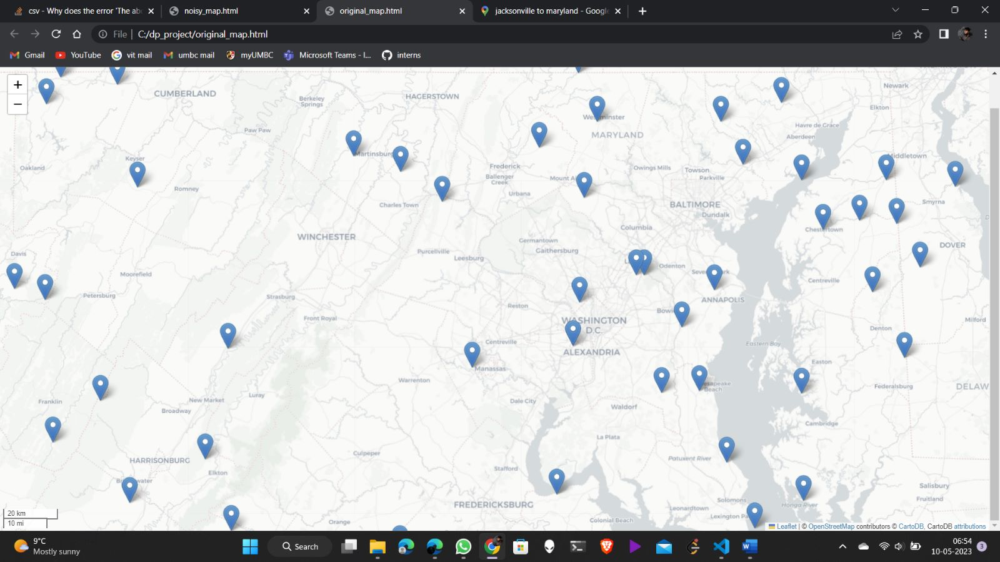 csv - Why does the error 'The ab
noisy_map.html
original_map.html
jacksonville to maryland - Google
File
C:/dp_project/original_map.html
Gmail
YouTube
vit mail
umbc mail
myUMBC
Microsoft Teams - I...
interns
+
−
CUMBERLAND
Berkeley
Springs
HAGERSTOWN
Newark
Elkton
Westminster
MARYLAND
Havre de Grace
Aberdeen
Paw Paw
Martinsburg
Middletown
Keyser
Oakland
Romney
Frederick
Ballenger
Creek
Urbana
Mount Ai
Owings Mills
Towson
Parkville
BALTIMORE
Dundalk
Smyrna
Charles Town
Columbia
Chestertown
WINCHESTER
Germantown
Gaithersburg
Purcellville
Leesburg
DOVER
Davis
Moorefield
Petersburg
Strasburg
Odenton
Centreville
ANNAPOLIS
Reston
Front Royal
Bowi
WASHINGTON
D.C.
Milford
Denton
Centreville
Eastern Bay
ALEXANDRIA
Manassas
Easton
Warrenton
Chesapeake
Beach
Federalsburg
DELAW
Franklin
New Market
Luray
Broadway
Dale City
Waldorf
Cambridge
La Plata
HARRISONBURG
Culpeper
Patuxent River
Elkton
Stafford
Salisbury
Fruitland
FREDERICKSBURG
Solomons
Honga River
Leonardtown
Lexington Pa
Orange
Colonial Beach
20 km
10 mi
Leaflet | © OpenStreetMap contributors © CartoDB, CartoDB attributions
9°C
Mostly sunny
Search
06:54
10-05-2023
3